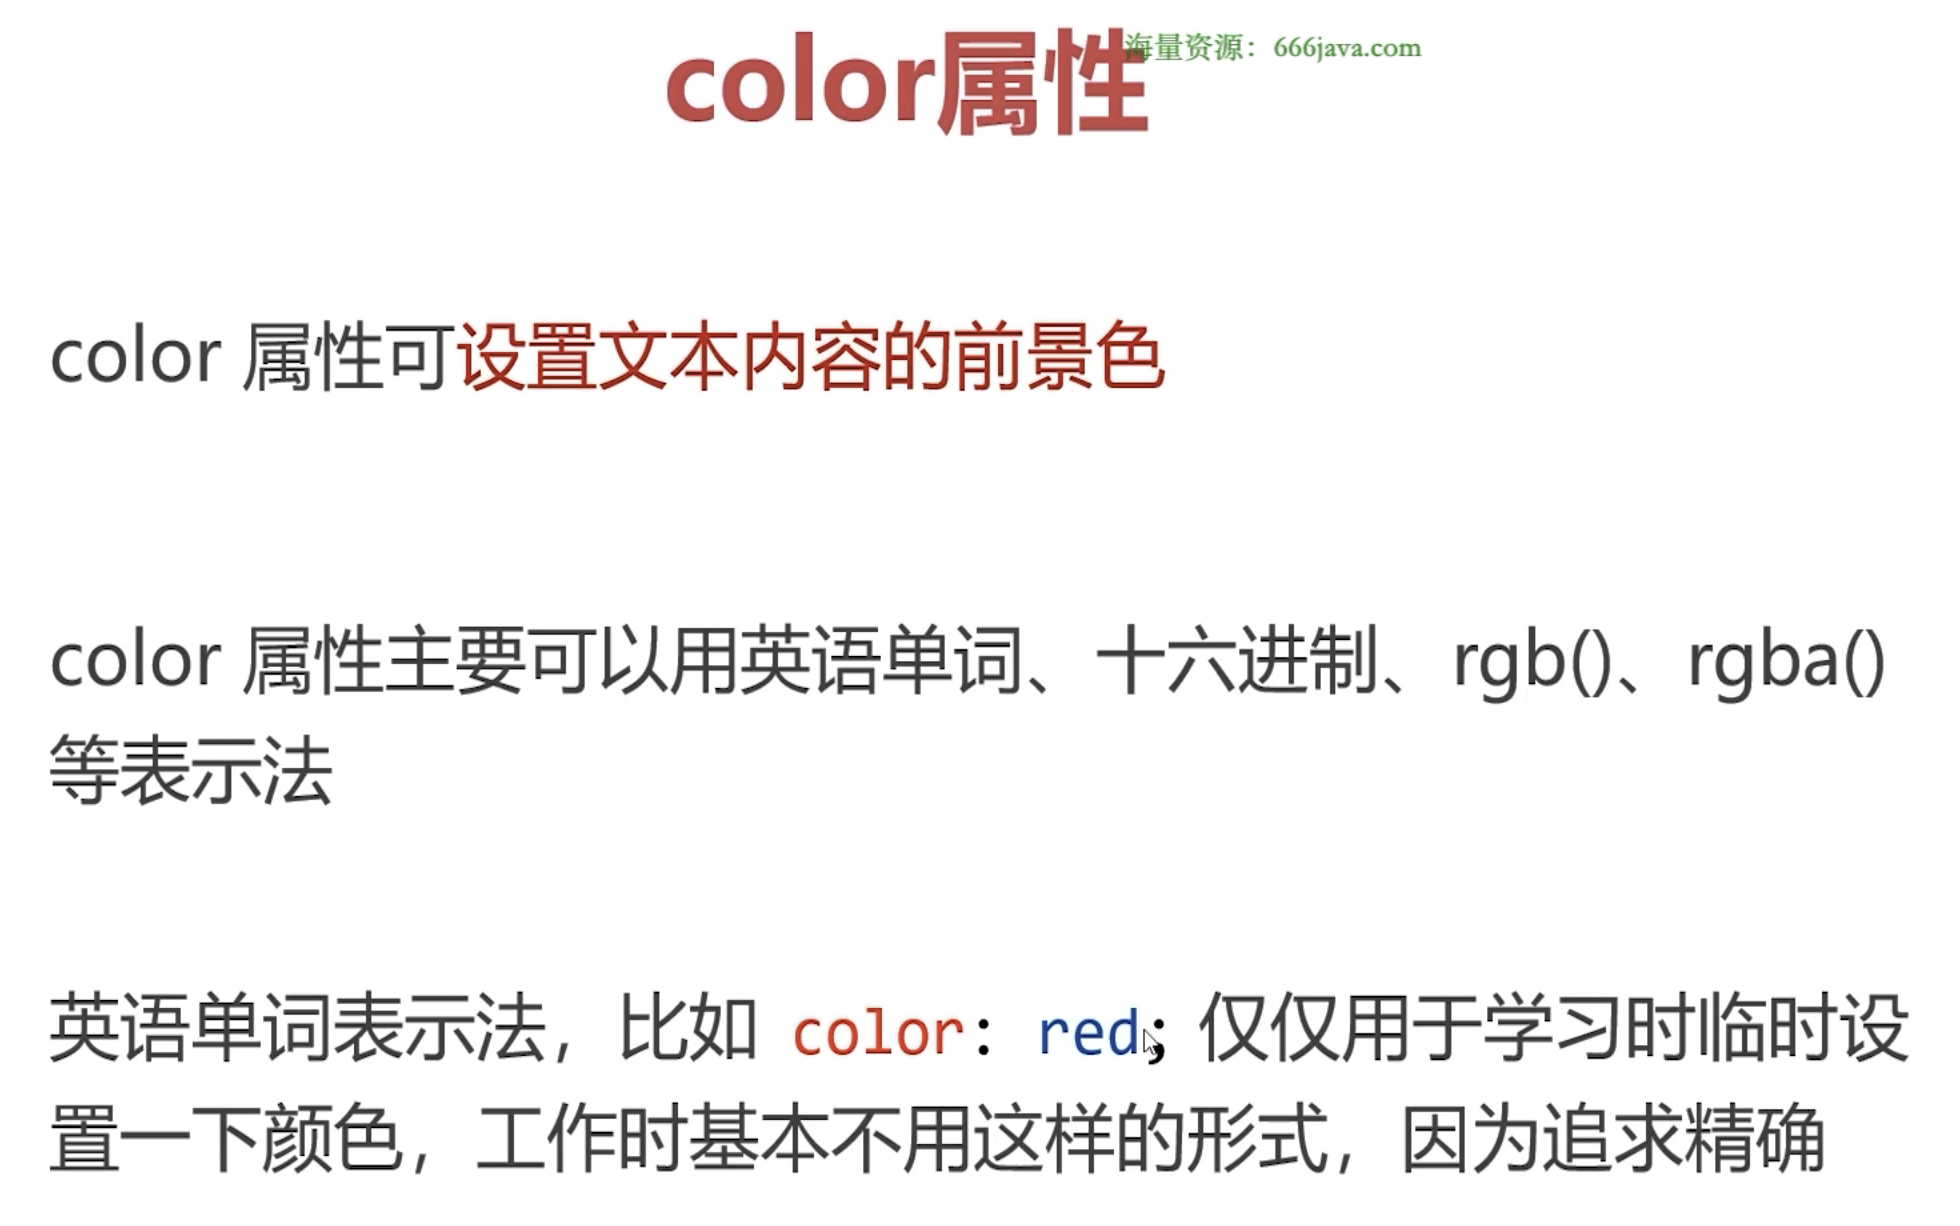 color属性
海量资源：666java.com
color 属性可设置文本内容的前景色
color 属性主要可以用英语单词、十六进制、rgb()、rgba()
等表示法
英语单词表示法，比如 color: red; 仅仅用于学习时临时设
置一下颜色，工作时基本不用这样的形式，因为追求精确